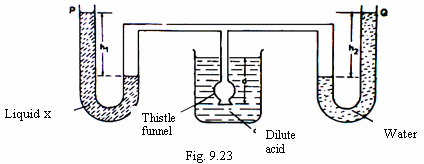 P
Q
h₁
h₂
d
Liquid X
Thistle
funnel
Dilute
acid
Water
Fig. 9.23